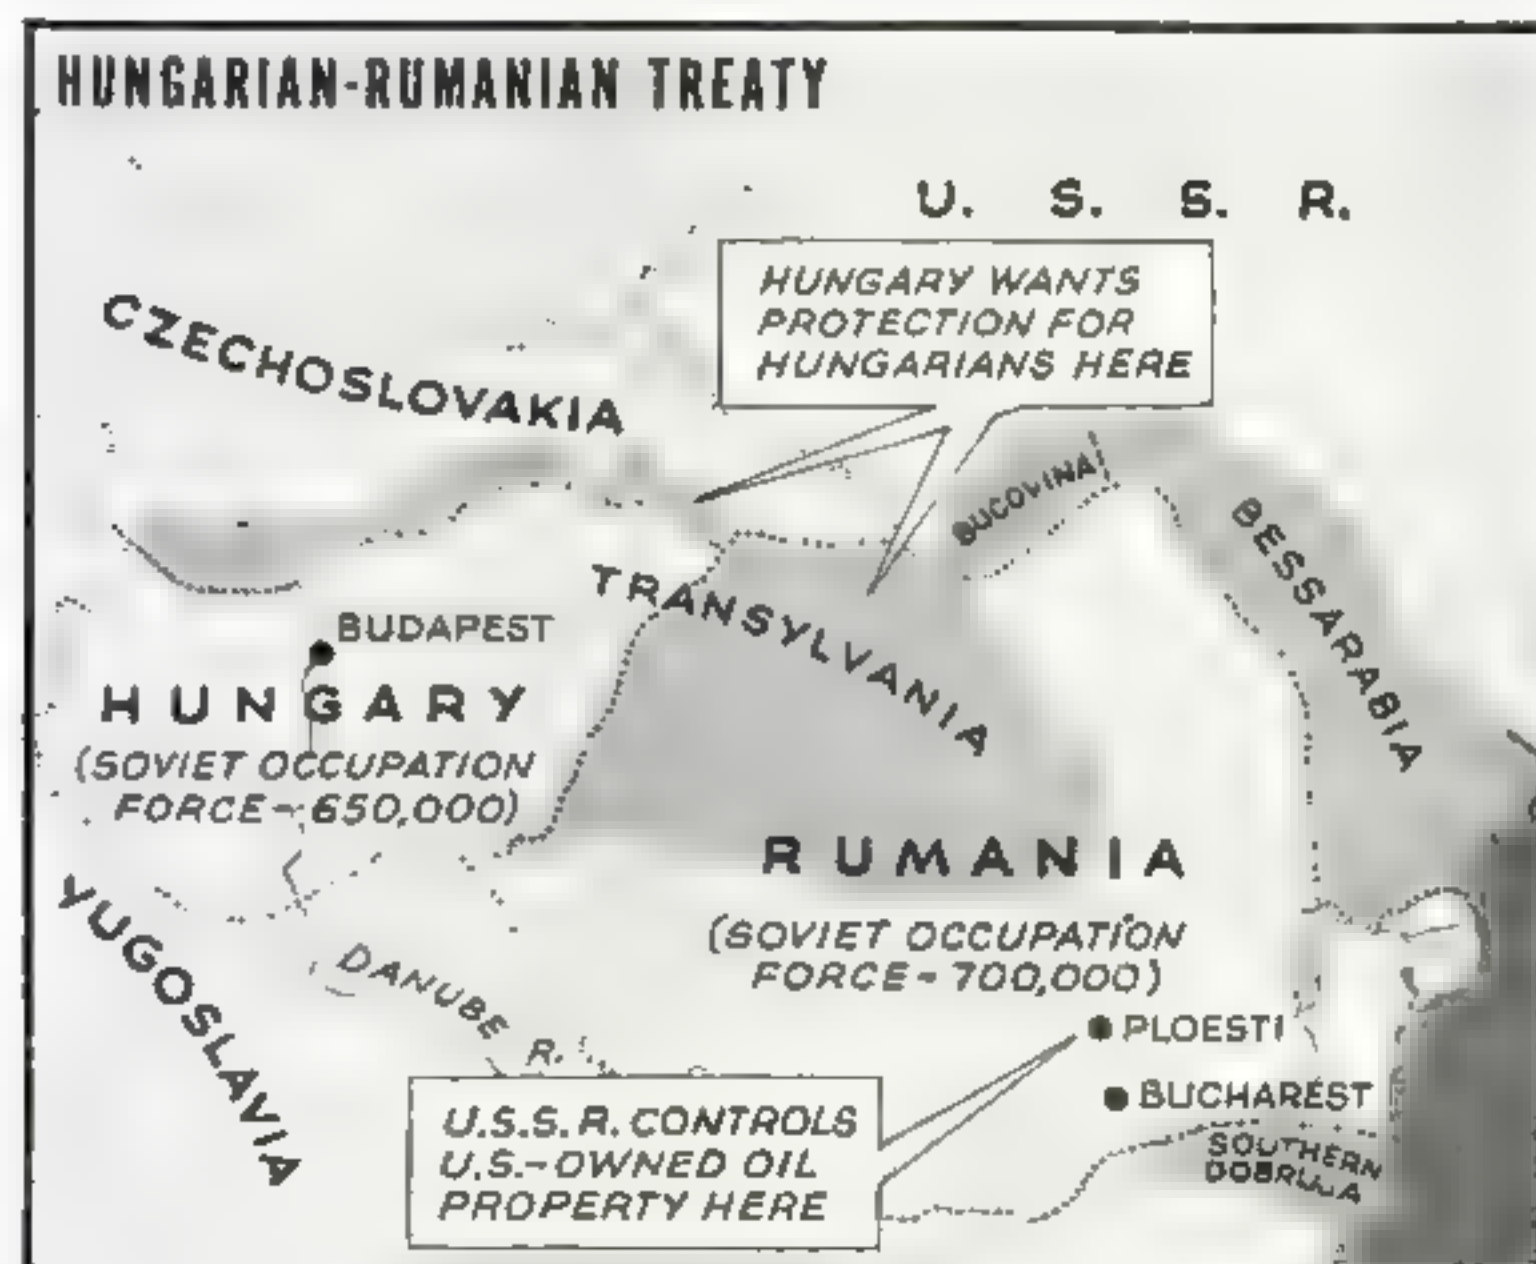 HUNGARIAN-RUMANIAN TREATY
U. S. S. R.
HUNGARY WANTS
PROTECTION FOR
HUNGARIANS HERE
CZECHOSLOVAKIA
BUCOVINA
BESSARABIA
TRANSYLVANIA
BUDAPEST
HUNGARY
(SOVIET OCCUPATION
FORCE-650,000)
RUMANIA
(SOVIET OCCUPATION
FORCE-700,000)
YUGOSLAVIA
DANUBE R.
PLOESTI
BUCHAREST
SOUTHERN
DOBRUJA
U.S.S.R. CONTROLS
U.S.-OWNED OIL
PROPERTY HERE